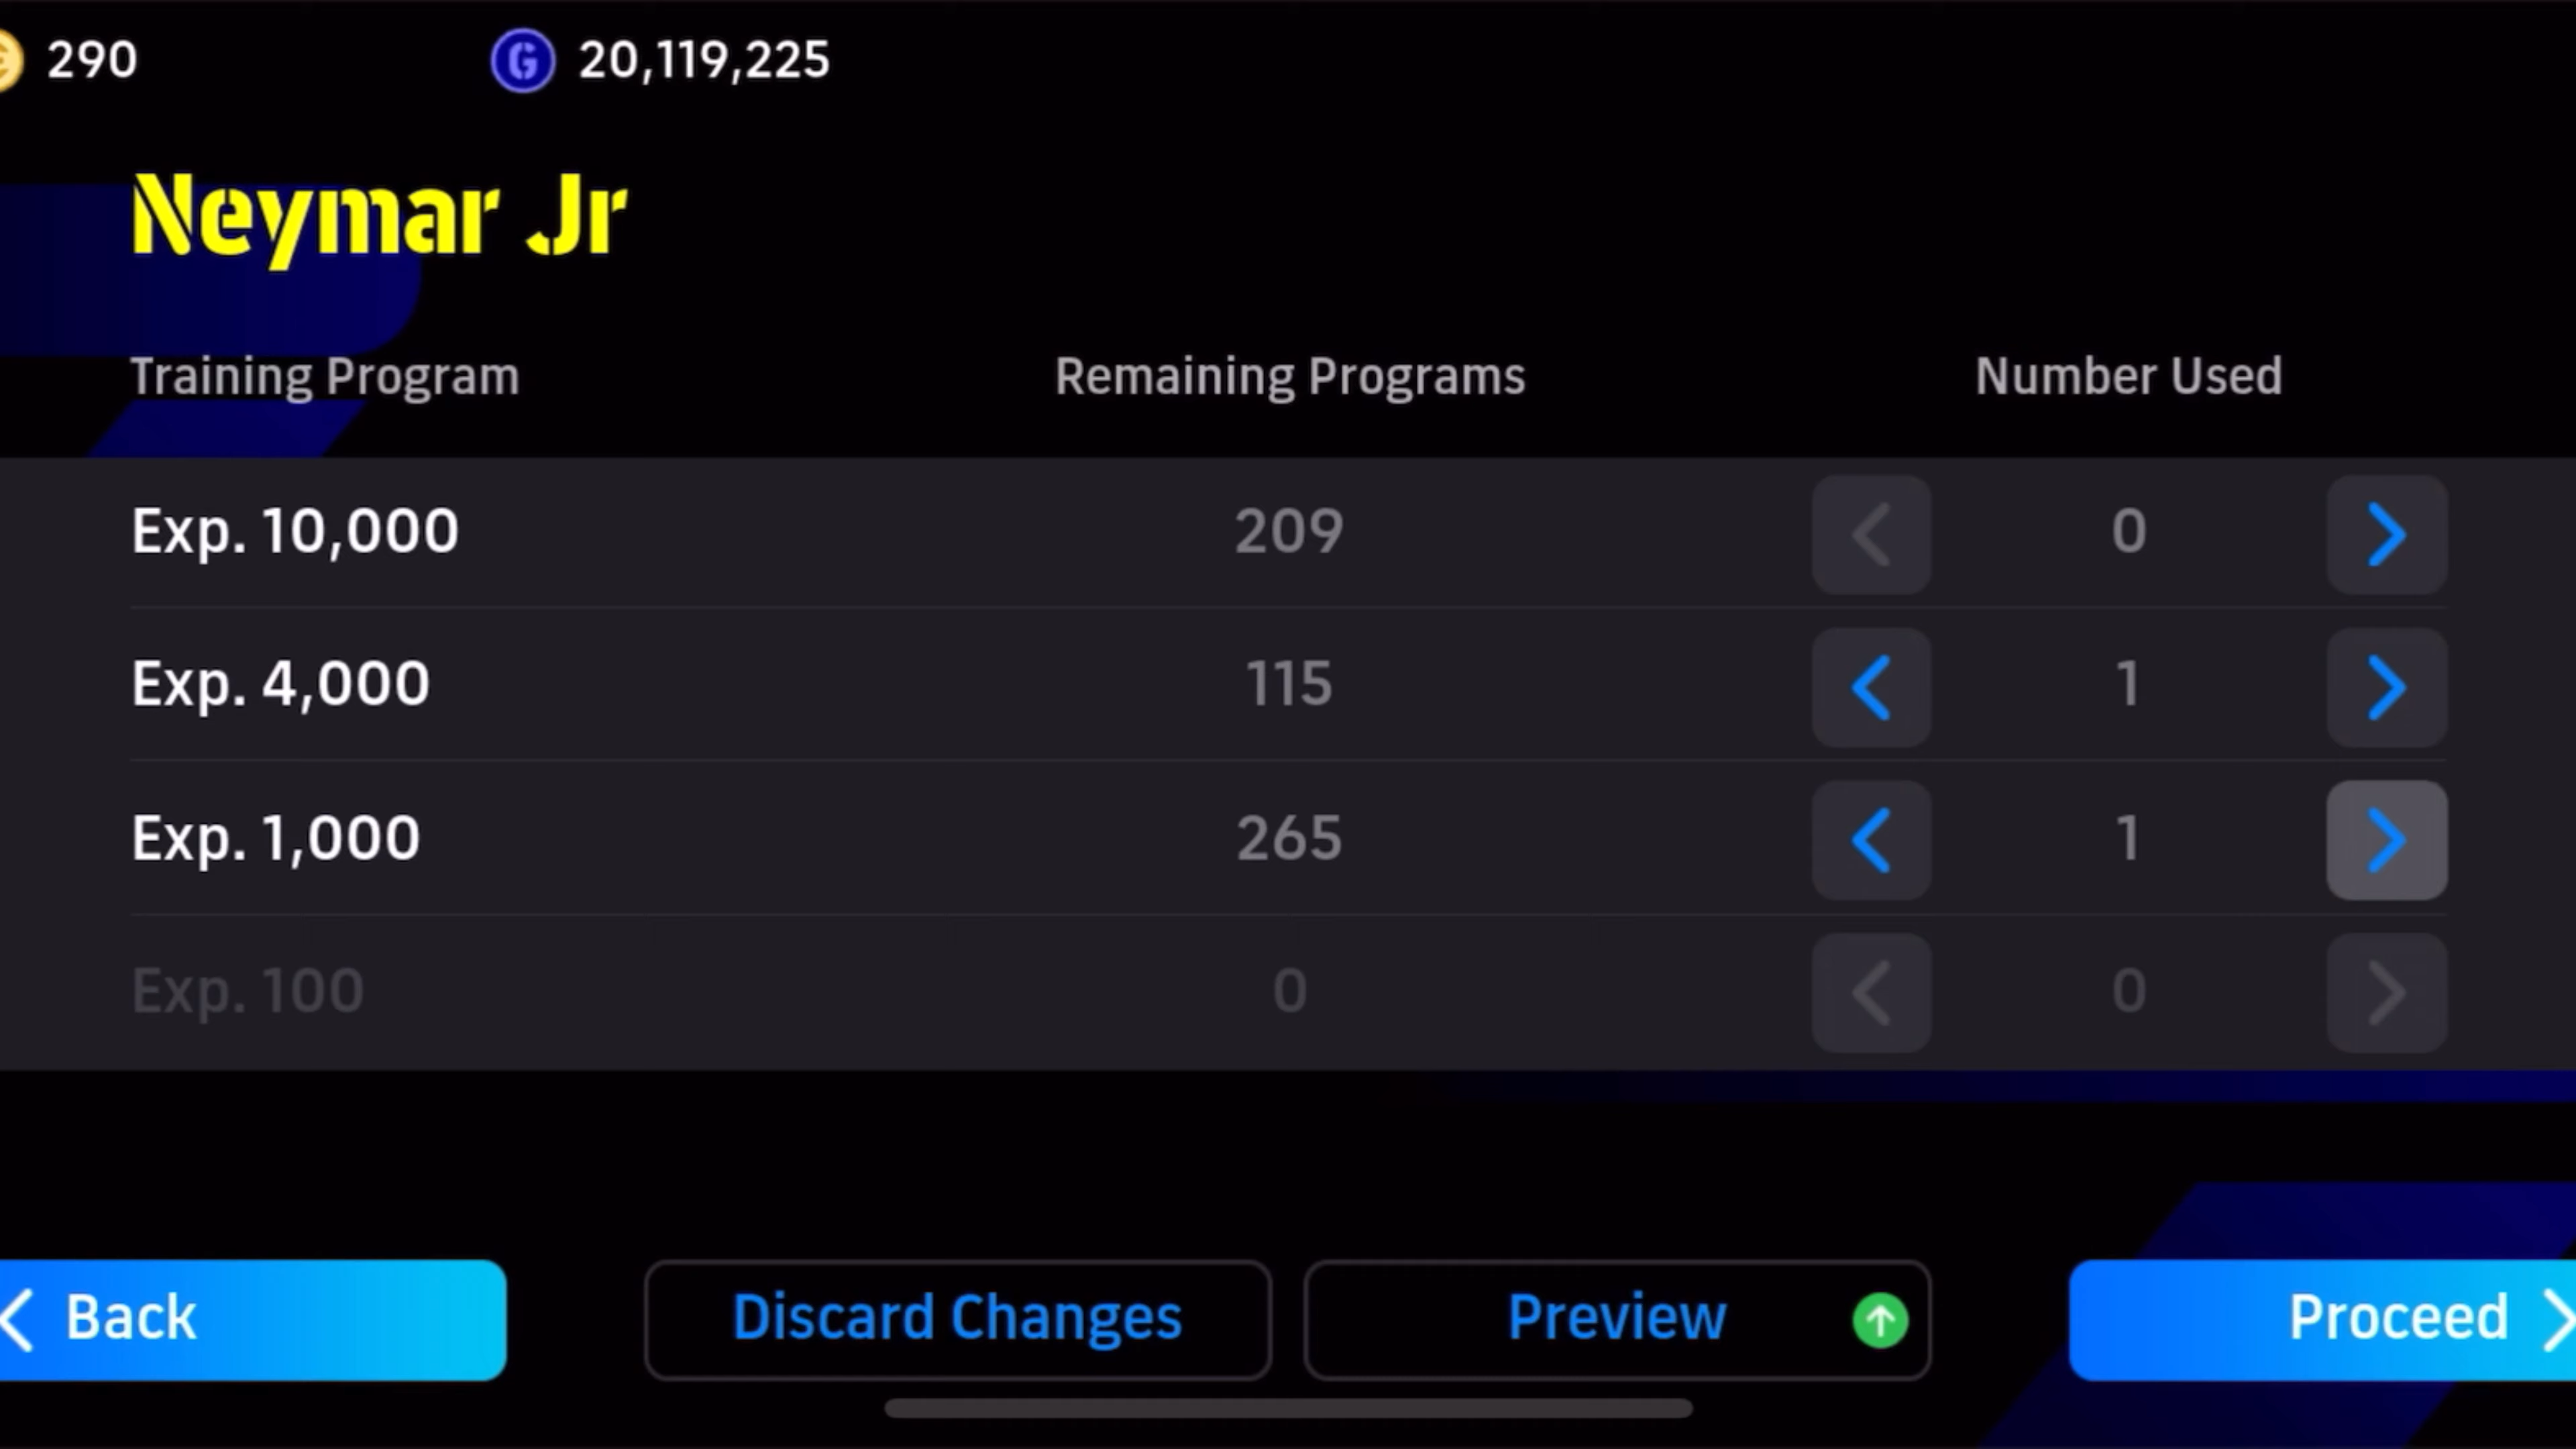 290 20,119,225
Neymar Jr
Training Program Remaining Programs Number Used
Exp. 10,000 209 0
Exp. 4,000 115 1
Exp. 1,000 265 1
Exp. 100 0 0
Back Discard Changes Preview Proceed